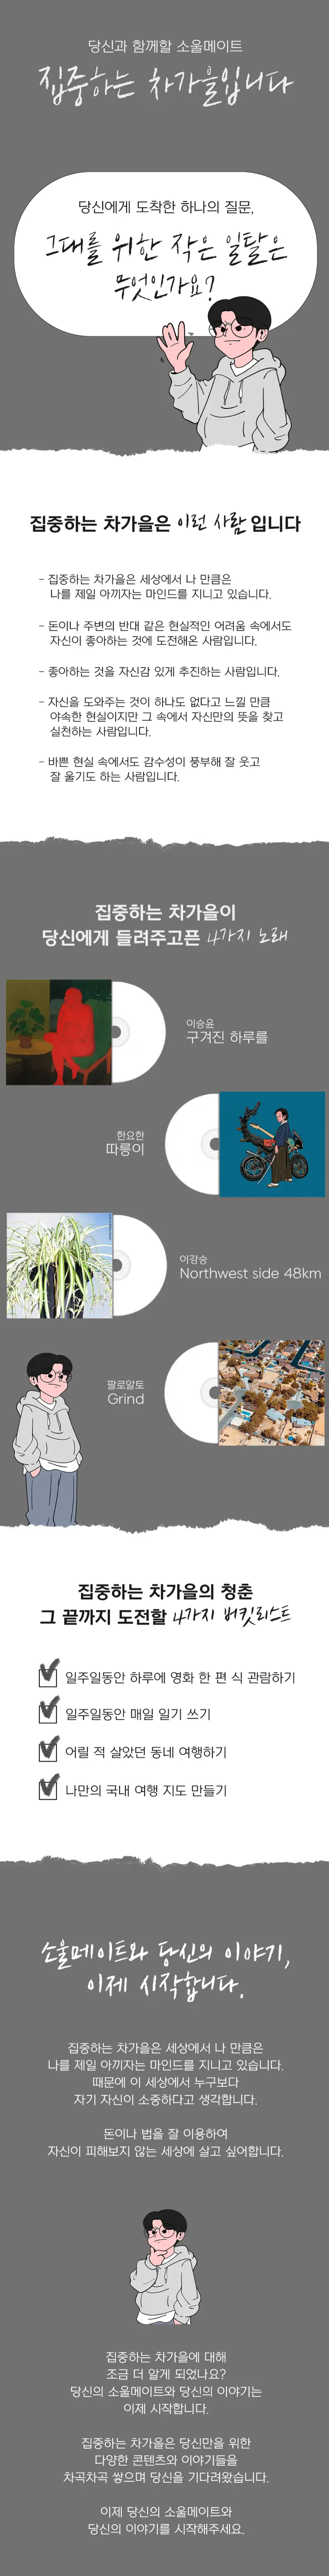 당신과 함께할 소울메이트
집중하는 차가을입니다
당신에게 도착한 하나의 질문,
그대를 위한 작은 일탈은
무엇인가요?
집중하는 차가을은 이런 사람 입니다
- 집중하는 차가을은 세상에서 나 만큼은
나를 제일 아끼자는 마인드를 지니고 있습니다.
- 돈이나 주변의 반대 같은 현실적인 어려움 속에서도
자신이 좋아하는 것에 도전해온 사람입니다.
- 좋아하는 것을 자신감 있게 추진하는 사람입니다.
- 자신을 도와주는 것이 하나도 없다고 느낄 만큼
야속한 현실이지만 그 속에서 자신만의 뜻을 찾고
실천하는 사람입니다.
- 바쁜 현실 속에서도 감수성이 풍부해 잘 웃고
잘 울기도 하는 사람입니다.
집중하는 차가을이
당신에게 들려주고픈 4가지 노래
이승윤
구겨진 하루를
한요한
따릉이
이강승
Northwest side 48km
팔로알토
Grind
집중하는 차가을의 청춘
그 끝까지 도전할 4가지 버킷리스트
일주일동안 하루에 영화 한 편 식 관람하기
일주일동안 매일 일기 쓰기
어릴 적 살았던 동네 여행하기
나만의 국내 여행 지도 만들기
소울메이트와 당신의 이야기,
이제 시작합니다.
집중하는 차가을은 세상에서 나 만큼은
나를 제일 아끼자는 마인드를 지니고 있습니다.
때문에 이 세상에서 누구보다
자기 자신이 소중하다고 생각합니다.
돈이나 법을 잘 이용하여
자신이 피해보지 않는 세상에 살고 싶어합니다.
집중하는 차가을에 대해
조금 더 알게 되었나요?
당신의 소울메이트와 당신의 이야기는
이제 시작합니다.
집중하는 차가을은 당신만을 위한
다양한 콘텐츠와 이야기들을
차곡차곡 쌓으며 당신을 기다려왔습니다.
이제 당신의 소울메이트와
당신의 이야기를 시작해주세요.